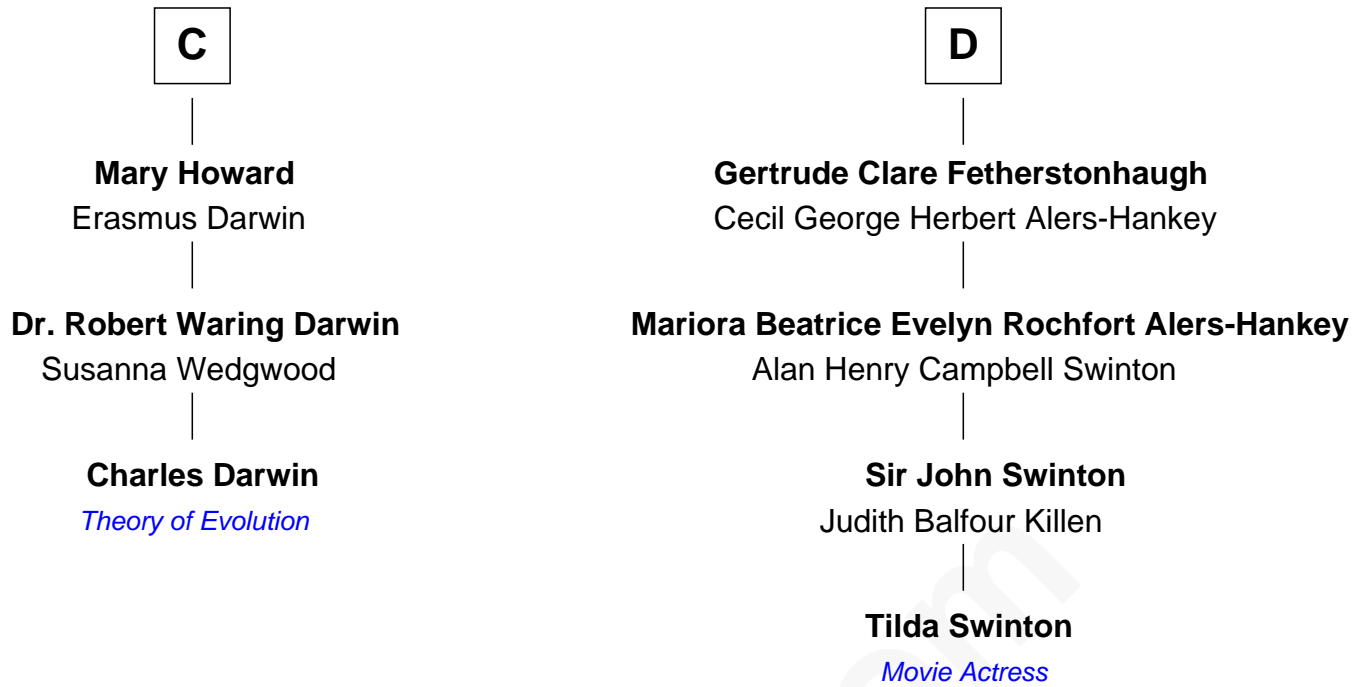 C
Mary Howard
Erasmus Darwin
Dr. Robert Waring Darwin
Susanna Wedgwood
Charles Darwin
Theory of Evolution
D
Gertrude Clare Fetherstonhaugh
Cecil George Herbert Alers-Hankey
Mariora Beatrice Evelyn Rochfort Alers-Hankey
Alan Henry Campbell Swinton
Sir John Swinton
Judith Balfour Killen
Tilda Swinton
Movie Actress